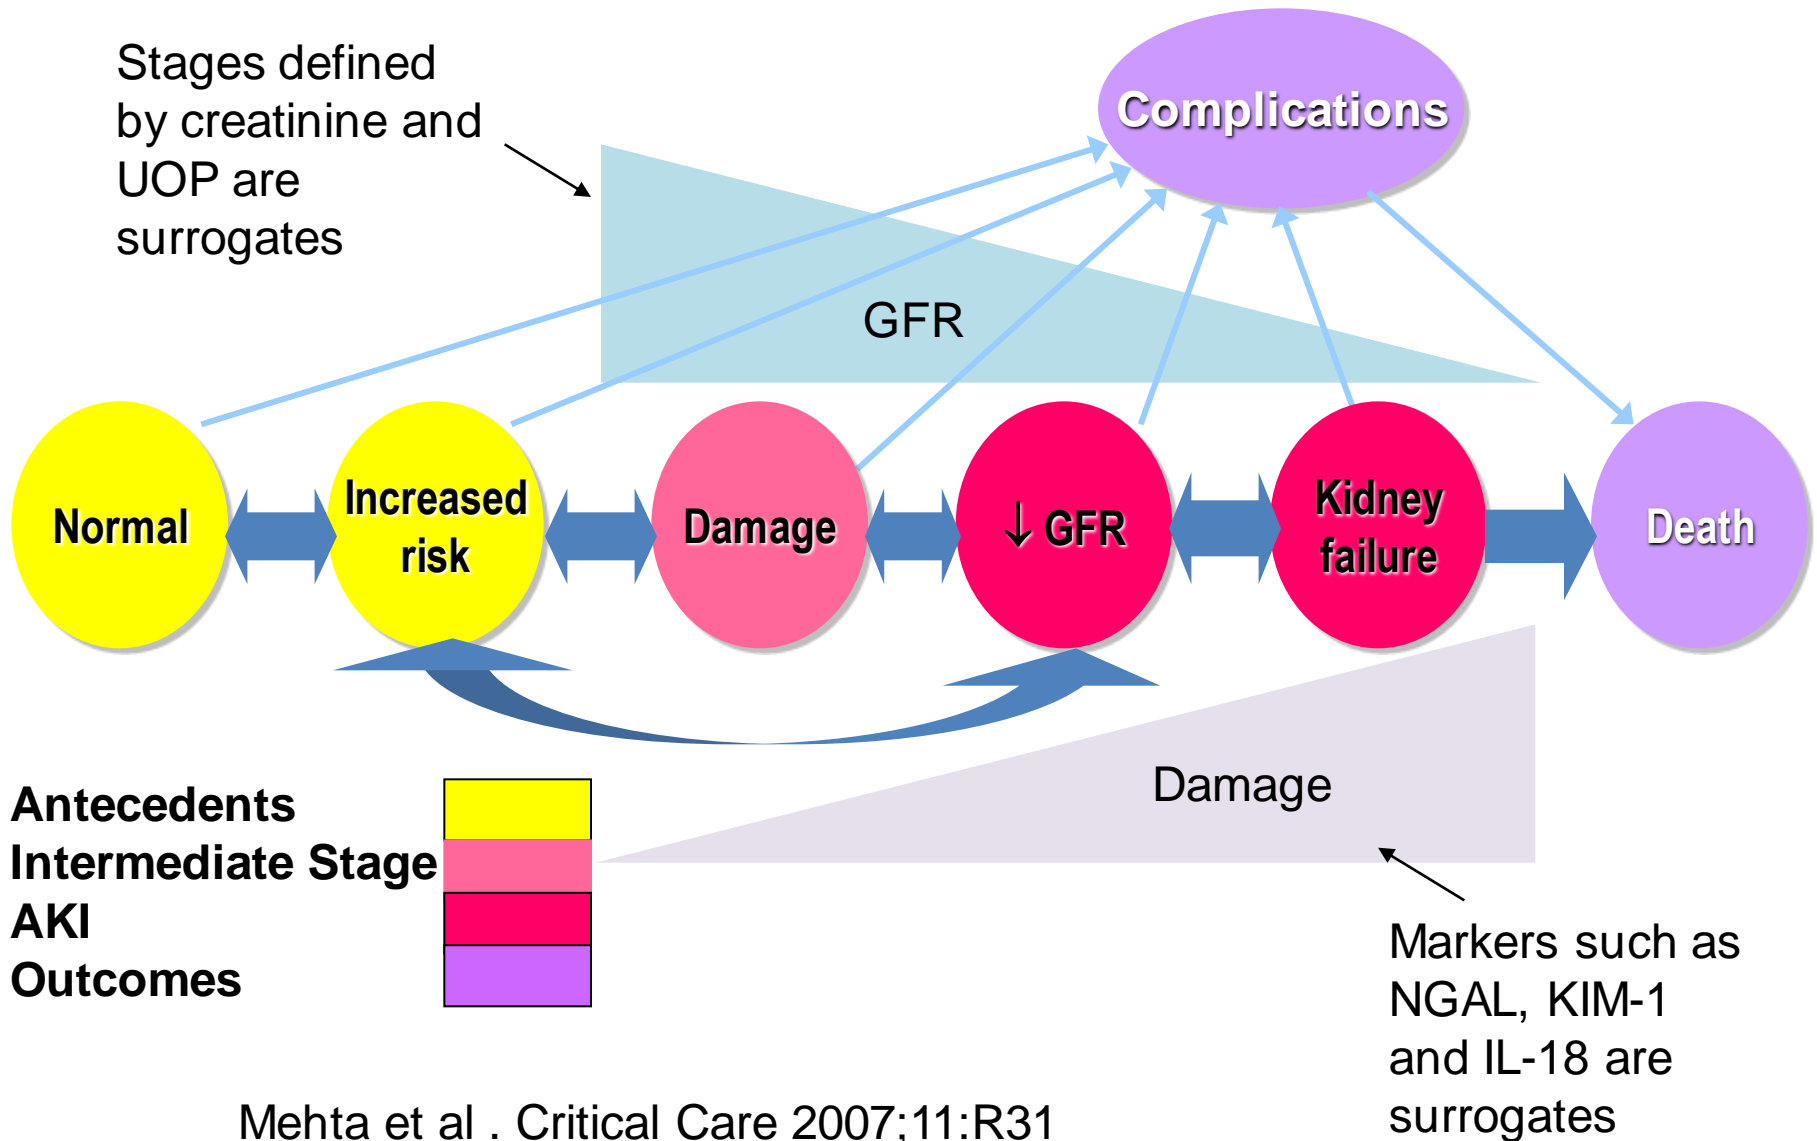 Stages defined
by creatinine and
UOP are
surrogates
Complications
GFR
Normal
Increased
risk
Damage
↓ GFR
Kidney
failure
Death
Damage
Antecedents
Intermediate Stage
AKI
Outcomes
Markers such as
NGAL, KIM-1
and IL-18 are
surrogates
Mehta et al . Critical Care 2007;11:R31